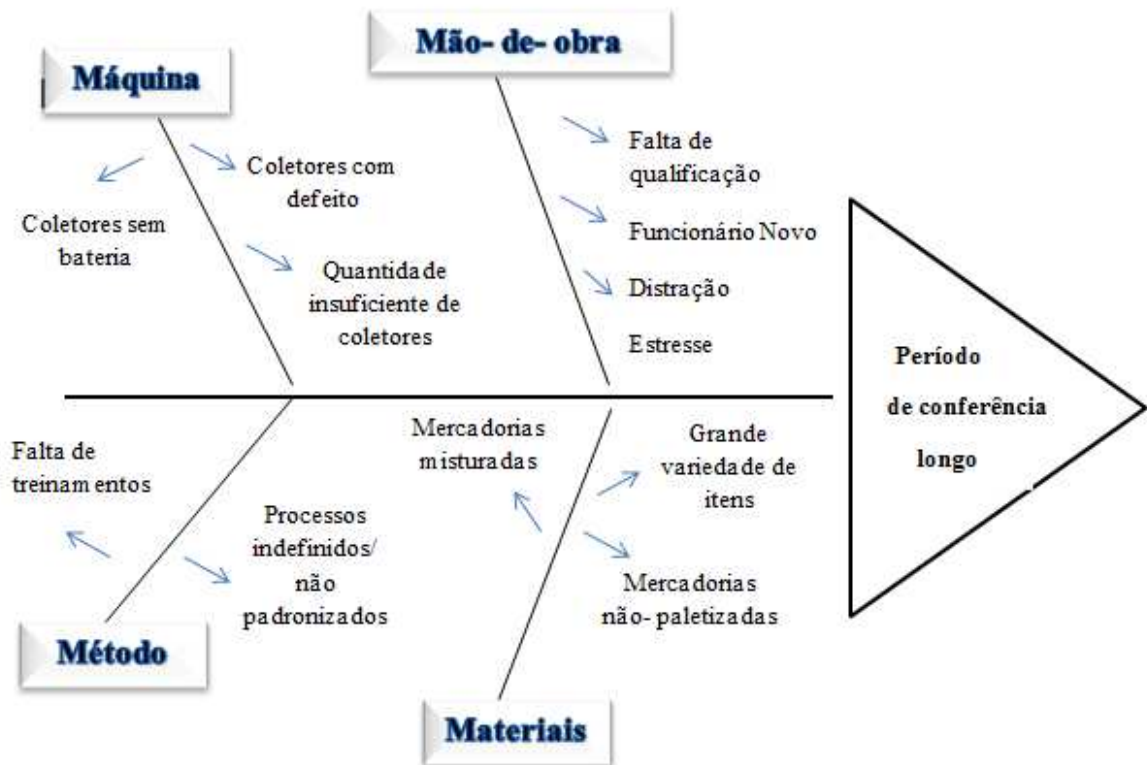 Máquina
Mão- de- obra
Coletores sem
bateria
Coletores com
defeito
Quantidade
insuficiente de
coletores
Falta de
qualificação
Funcionário Novo
Distração
Estresse
Período
de conferência
longo
Falta de
treinamentos
Processos
indefinidos/
não
padronizados
Mercadorias
misturadas
Grande
variedade de
itens
Mercadorias
não- paletizadas
Método
Materiais